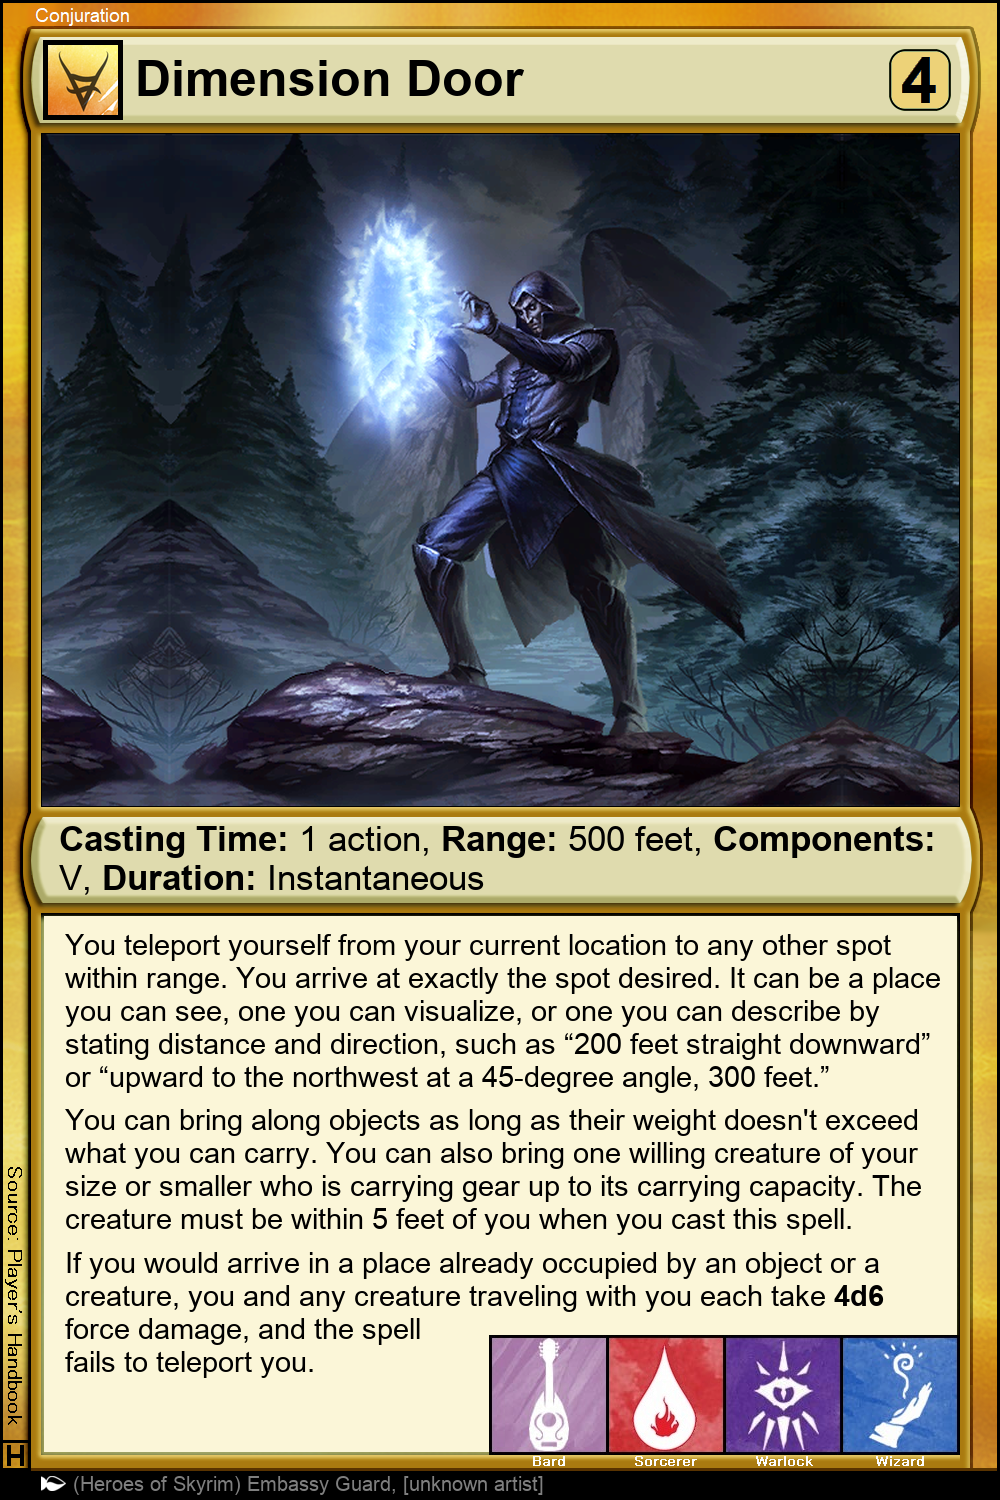 Conjuration
Dimension Door
4
Casting Time: 1 action, Range: 500 feet, Components:
V, Duration: Instantaneous
You teleport yourself from your current location to any other spot
within range. You arrive at exactly the spot desired. It can be a place
you can see, one you can visualize, or one you can describe by
stating distance and direction, such as “200 feet straight downward”
or “upward to the northwest at a 45-degree angle, 300 feet.”
You can bring along objects as long as their weight doesn't exceed
what you can carry. You can also bring one willing creature of your
size or smaller who is carrying gear up to its carrying capacity. The
creature must be within 5 feet of you when you cast this spell.
If you would arrive in a place already occupied by an object or a
creature, you and any creature traveling with you each take 4d6
force damage, and the spell
fails to teleport you.
Bard Sorcerer Warlock Wizard
Source: Player's Handbook
H
(Heroes of Skyrim) Embassy Guard, [unknown artist]